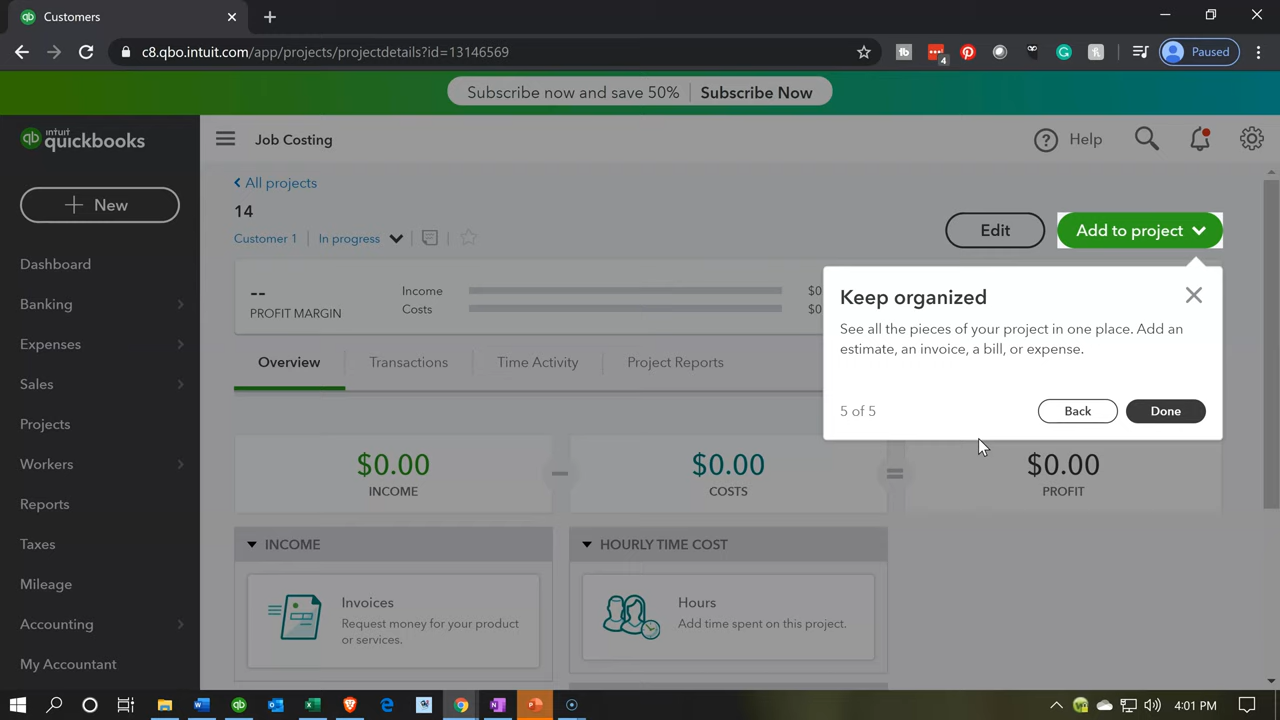 Customers
c8.qbo.intuit.com/app/projects/projectdetails?id=13146569
4
Paused
Subscribe now and save 50% Subscribe Now
qb intuit quickbooks
Job Costing
Help
New
All projects
14
Customer 1
In progress
Edit
Add to project
--
PROFIT MARGIN
Income $0
Costs $0
Keep organized
See all the pieces of your project in one place. Add an
estimate, an invoice, a bill, or expense.
5 of 5
Back
Done
Dashboard
Banking
Expenses
Sales
Projects
Workers
Reports
Taxes
Mileage
Accounting
My Accountant
Overview
Transactions
Time Activity
Project Reports
$0.00
INCOME
$0.00
COSTS
$0.00
PROFIT
INCOME
Invoices
Request money for your product
or services.
HOURLY TIME COST
Hours
Add time spent on this project.
4:01 PM